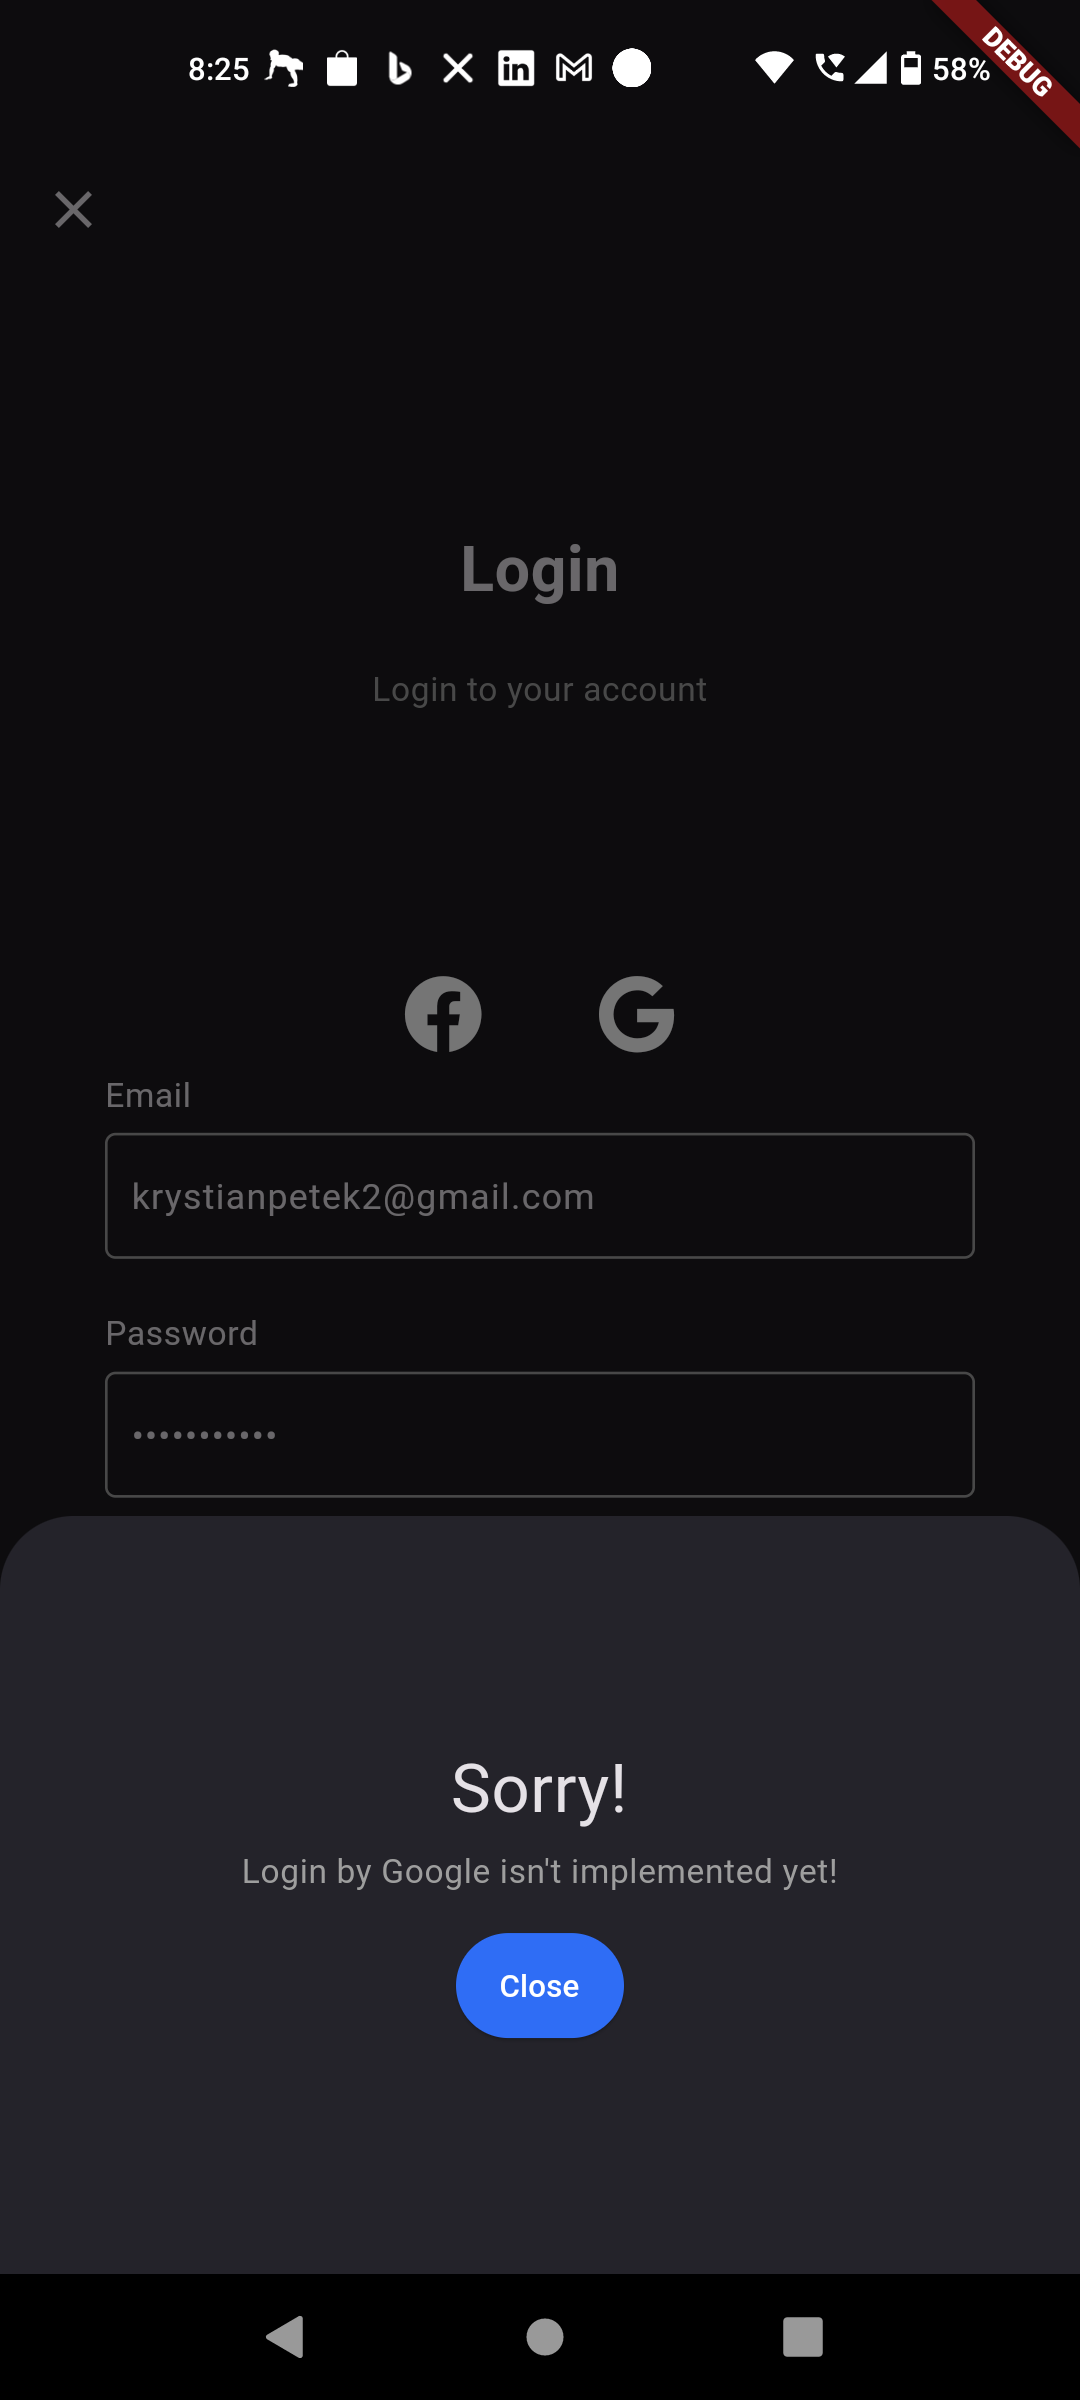 8:25
58%
DEBUG
Login
Login to your account
Email
krystianpetek2@gmail.com
Password
•••••••••••
Sorry!
Login by Google isn't implemented yet!
Close